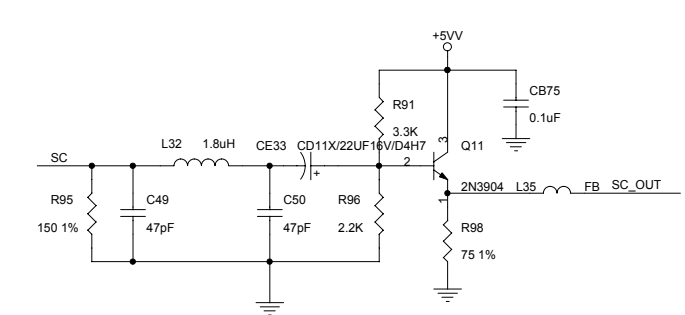 +5VV
CB75
0.1uF
R91
3.3K
L32 1.8uH CE33 CD11X/22UF16V/D4H7
3
Q11
SC
2
+
R95
150 1%
C49
47pF
C50
47pF
R96
2.2K
1
2N3904 L35 FB SC_OUT
R98
75 1%